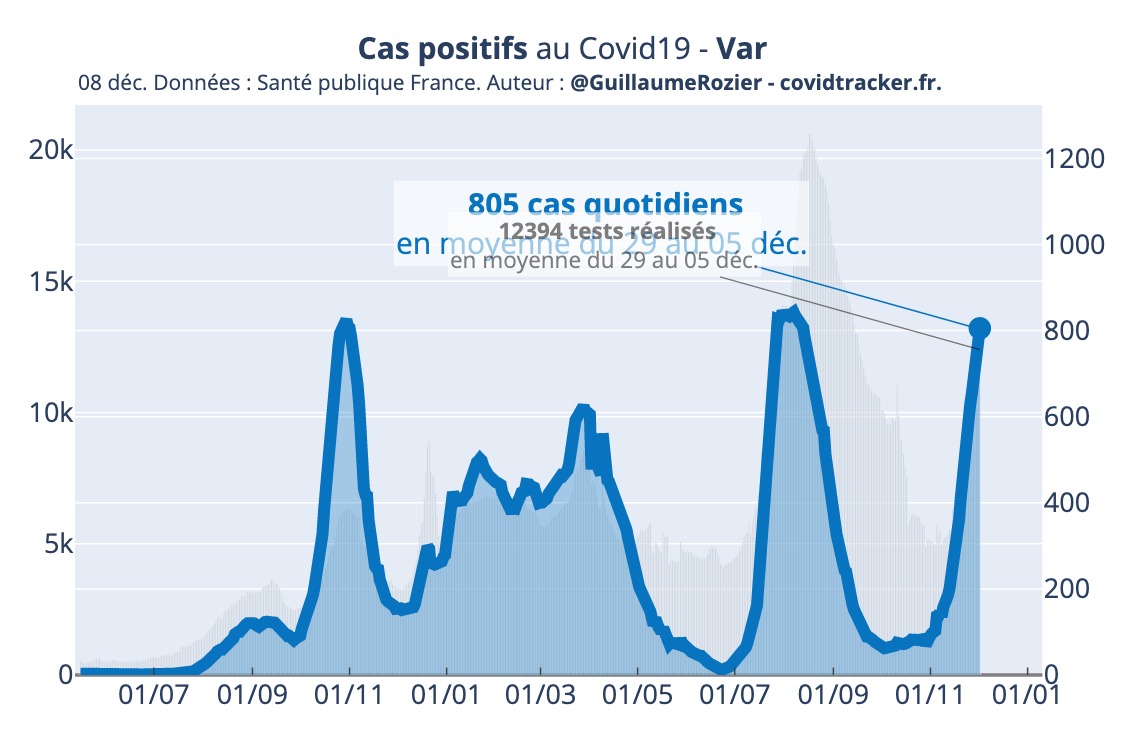 Cas positifs au Covid19 - Var
08 déc. Données : Santé publique France. Auteur : @GuillaumeRozier - covidtracker.fr.
20k
15k
10k
5k
0
805 cas quotidiens
en moyenne du 29 au 05 déc.
12394 tests réalisés
en moyenne du 29 au 05 déc.
1200
1000
800
600
400
200
0
01/07 01/09 01/11 01/01 01/03 01/05 01/07 01/09 01/11 01/01